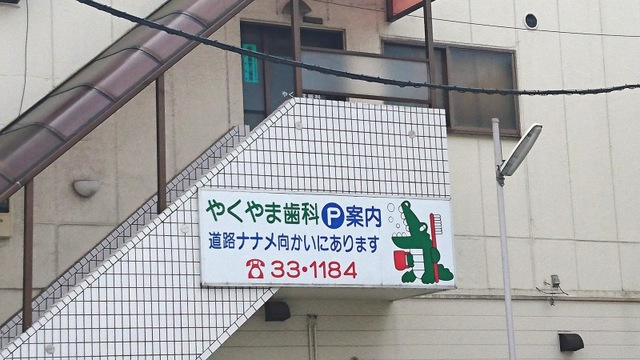 やくやま歯科 P 案内
道路ナナメ向かいにあります
☎33・1184